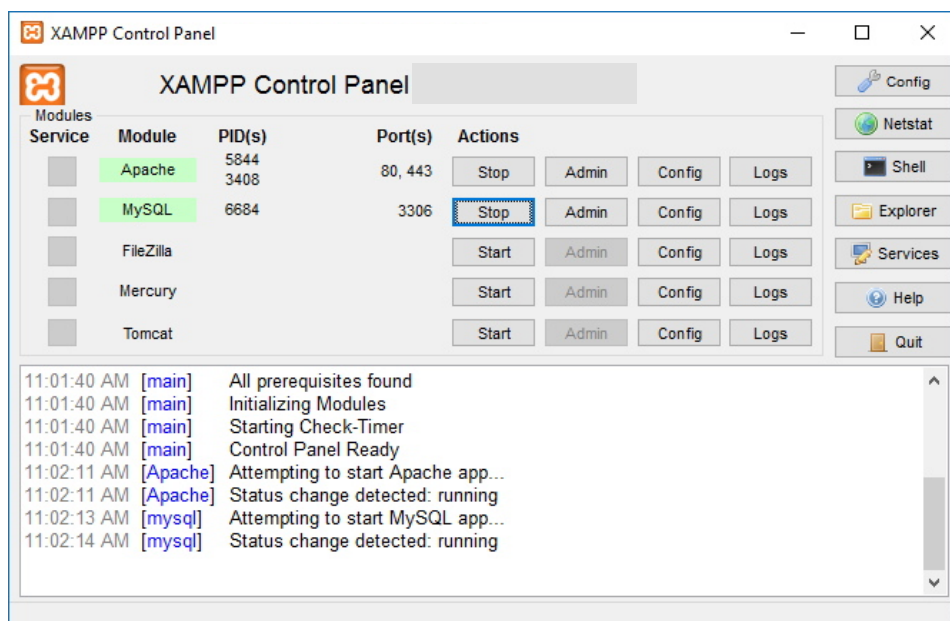 XAMPP Control Panel
XAMPP Control Panel
Config
Modules
Service Module PID(s) Port(s) Actions
Netstat
Apache 5844 3408 80, 443 Stop Admin Config Logs
Shell
MySQL 6684 3306 Stop Admin Config Logs
Explorer
FileZilla Start Admin Config Logs
Services
Mercury Start Admin Config Logs
Help
Tomcat Start Admin Config Logs
Quit
11:01:40 AM [main] All prerequisites found
11:01:40 AM [main] Initializing Modules
11:01:40 AM [main] Starting Check-Timer
11:01:40 AM [main] Control Panel Ready
11:02:11 AM [Apache] Attempting to start Apache app...
11:02:11 AM [Apache] Status change detected: running
11:02:13 AM [mysql] Attempting to start MySQL app...
11:02:14 AM [mysql] Status change detected: running